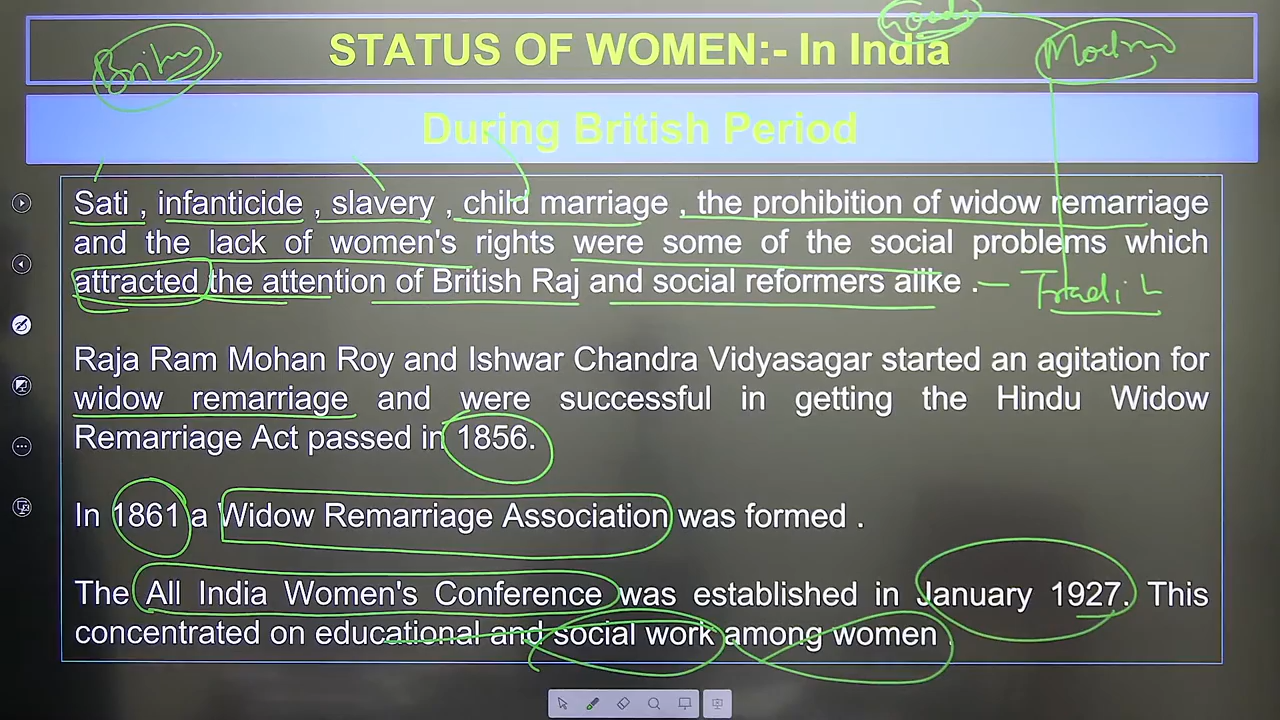 Goods
STATUS OF WOMEN:- In India
During British Period
Sati , infanticide , slavery , child marriage , the prohibition of widow remarriage
and the lack of women's rights were some of the social problems which
attracted the attention of British Raj and social reformers alike .
Raja Ram Mohan Roy and Ishwar Chandra Vidyasagar started an agitation for
widow remarriage and were successful in getting the Hindu Widow
Remarriage Act passed in 1856.
In 1861 a Widow Remarriage Association was formed .
The All India Women's Conference was established in January 1927. This
concentrated on educational and social work among women .